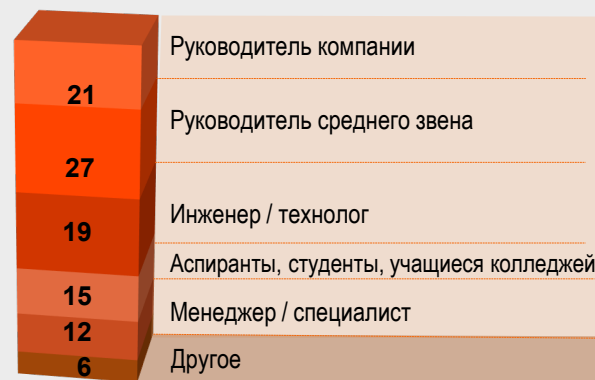 Руководитель компании
21
Руководитель среднего звена
27
Инженер / технолог
19
Аспиранты, студенты, учащиеся колледжей
15
Менеджер / специалист
12
Другое
6